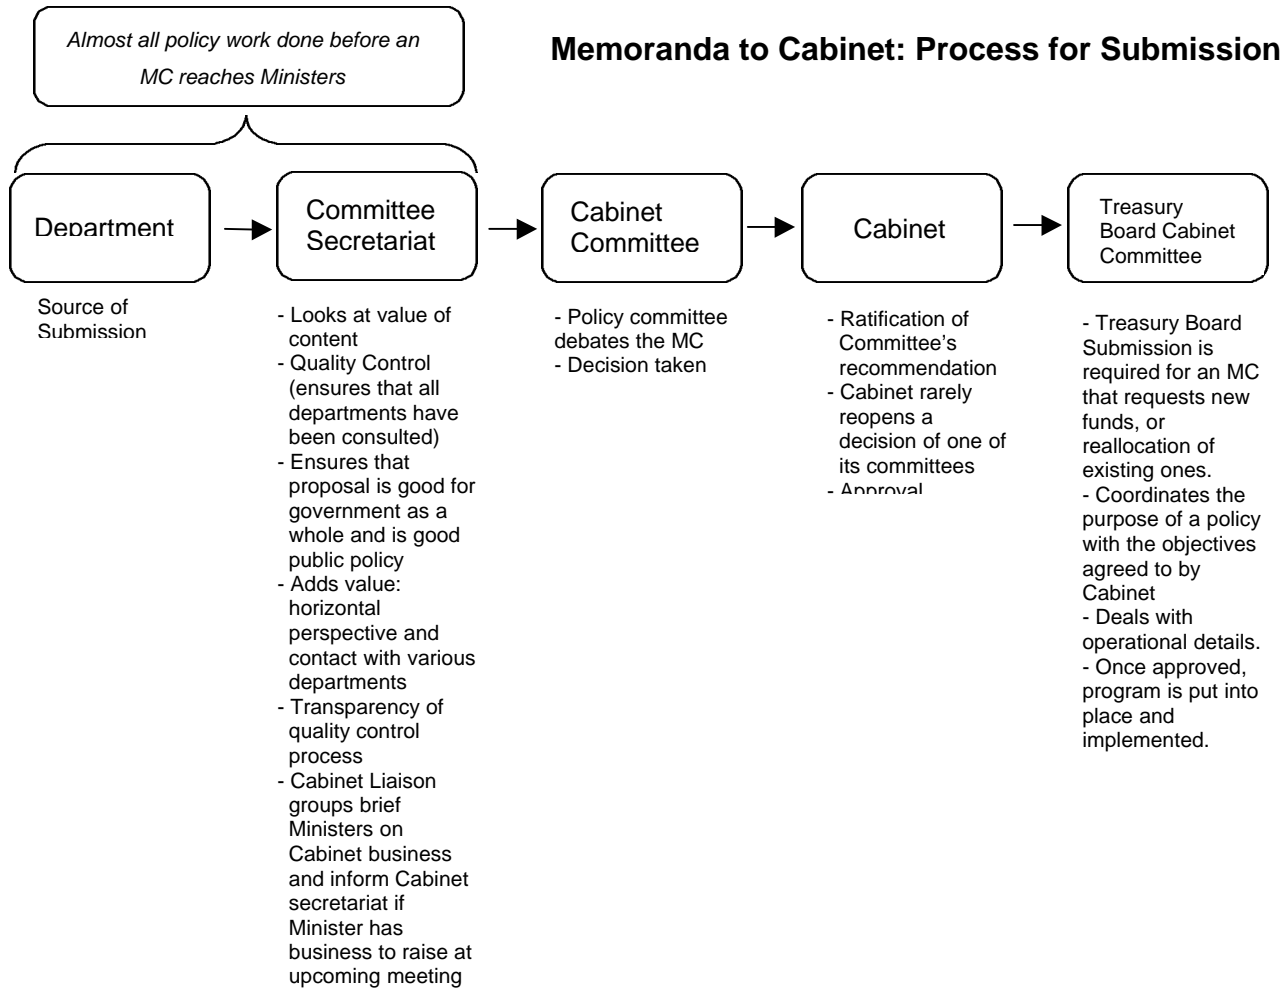 Almost all policy work done before an
MC reaches Ministers
Memoranda to Cabinet: Process for Submission
Department
Source of
Submission
Committee
Secretariat
- Looks at value of
content
- Quality Control
(ensures that all
departments have
been consulted)
- Ensures that
proposal is good for
government as a
whole and is good
public policy
- Adds value:
horizontal
perspective and
contact with various
departments
- Transparency of
quality control
process
- Cabinet Liaison
groups brief
Ministers on
Cabinet business
and inform Cabinet
secretariat if
Minister has
business to raise at
upcoming meeting
Cabinet
Committee
- Policy committee
debates the MC
- Decision taken
Cabinet
- Ratification of
Committee's
recommendation
- Cabinet rarely
reopens a
decision of one of
its committees
- Approval
Treasury
Board Cabinet
Committee
- Treasury Board
Submission is
required for an MC
that requests new
funds, or
reallocation of
existing ones.
- Coordinates the
purpose of a policy
with the objectives
agreed to by
Cabinet
- Deals with
operational details.
- Once approved,
program is put into
place and
implemented.